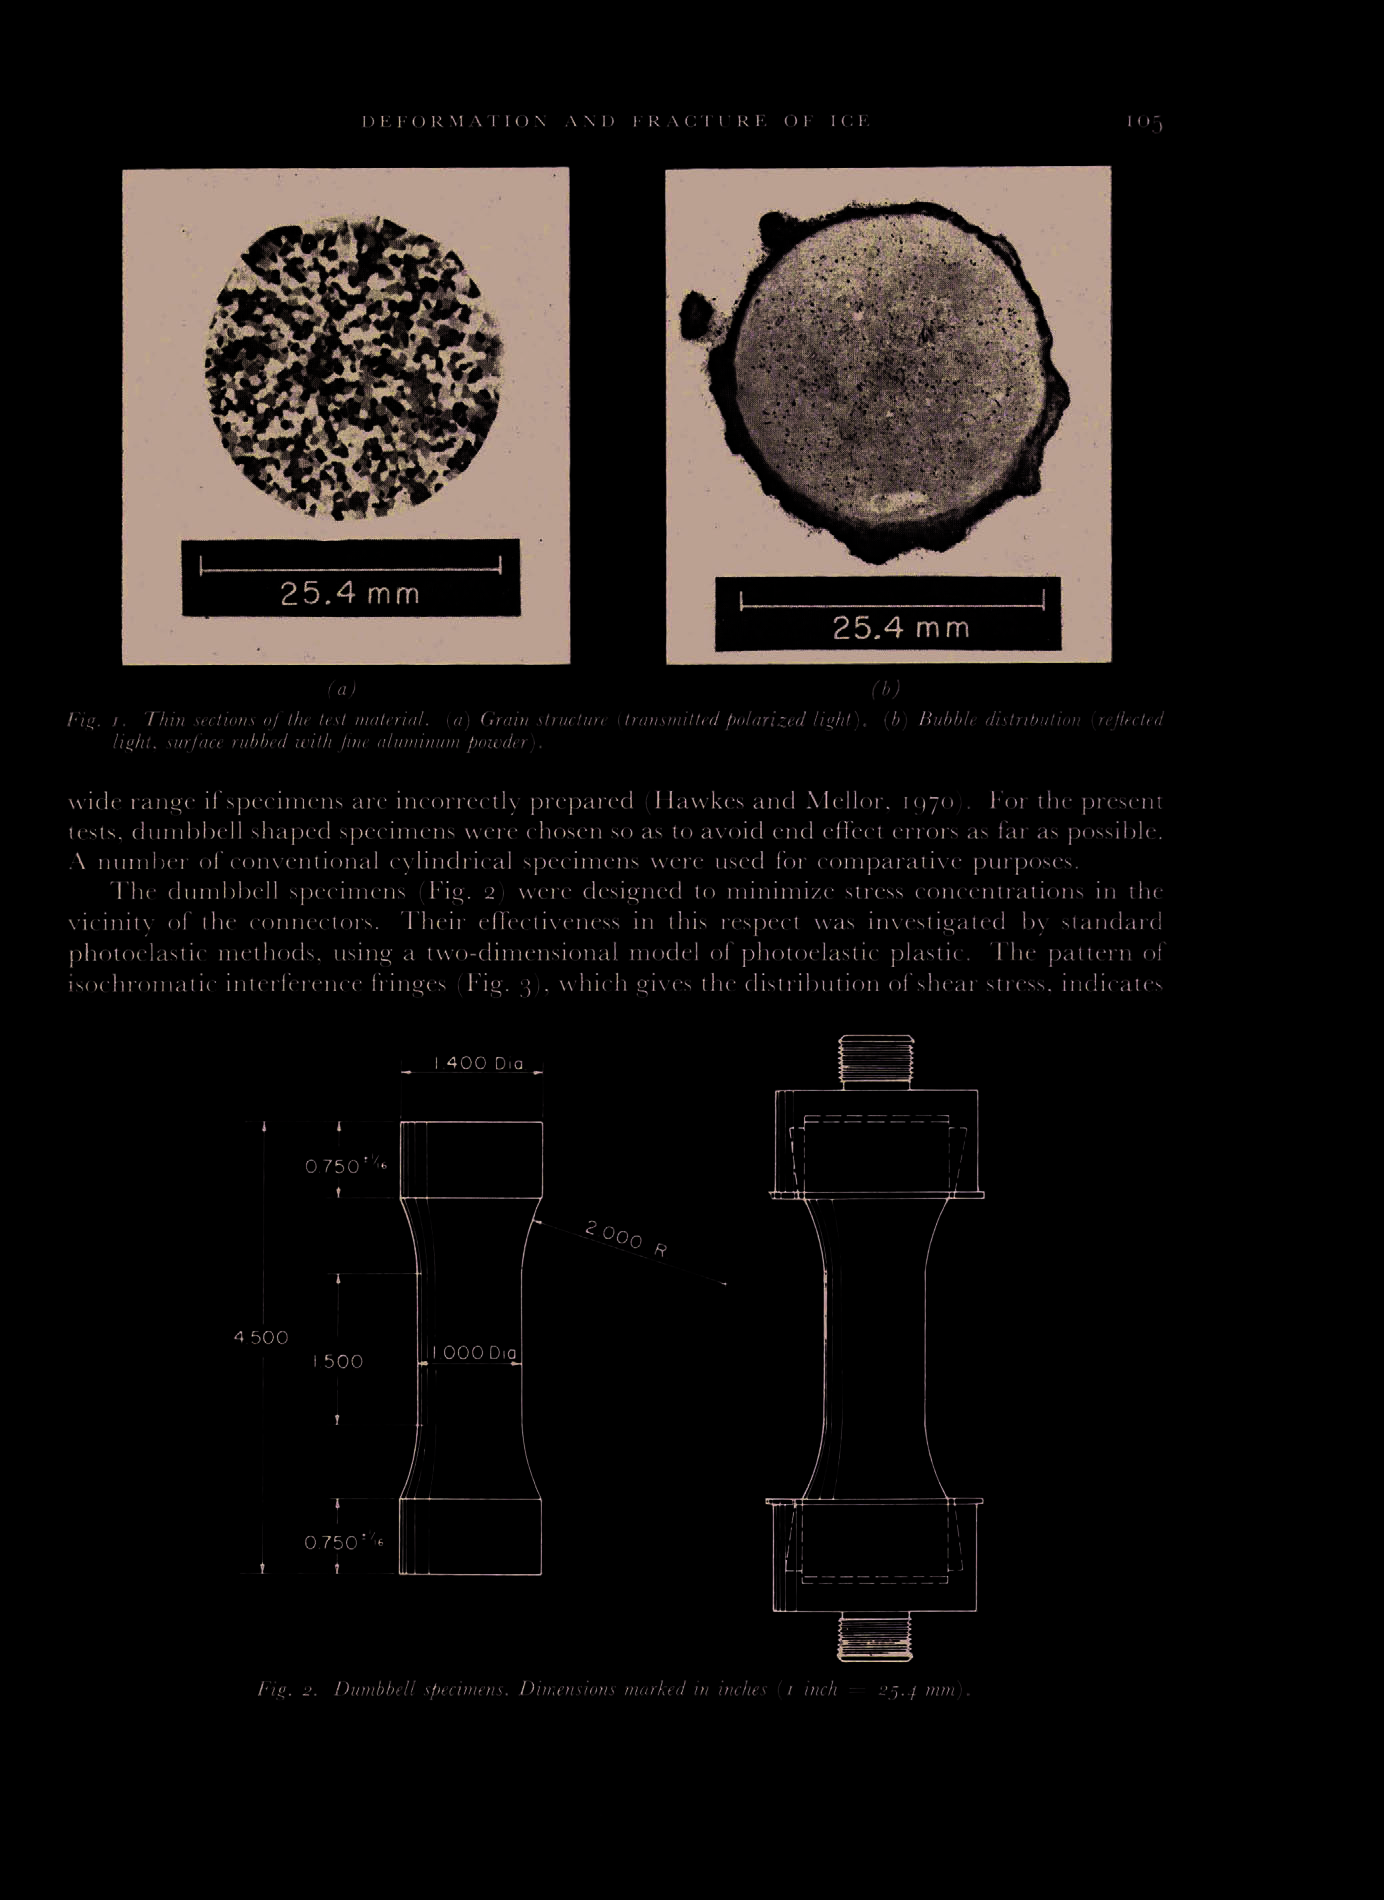 DEFORMATION AND FRACTURE OF ICE 105
25.4 mm
25.4 mm
(a) (b)
Fig. 1. Thin sections of the test material. (a) Grain structure (transmitted polarized light). (b) Bubble distribution (reflected
light, surface rubbed with fine aluminum powder).
wide range if specimens are incorrectly prepared (Hawkes and Mellor, 1970). For the present
tests, dumbbell shaped specimens were chosen so as to avoid end effect errors as far as possible.
A number of conventional cylindrical specimens were used for comparative purposes.
The dumbbell specimens (Fig. 2) were designed to minimize stress concentrations in the
vicinity of the connectors. Their effectiveness in this respect was investigated by standard
photoelastic methods, using a two-dimensional model of photoelastic plastic. The pattern of
isochromatic interference fringes (Fig. 3), which gives the distribution of shear stress, indicates
1.400 Dia
0.750 ±1/16
2.000 R
4.500
1.500
1.000 Dia
0.750 ±1/16
Fig. 2. Dumbbell specimens. Dimensions marked in inches (1 inch = 25.4 mm).